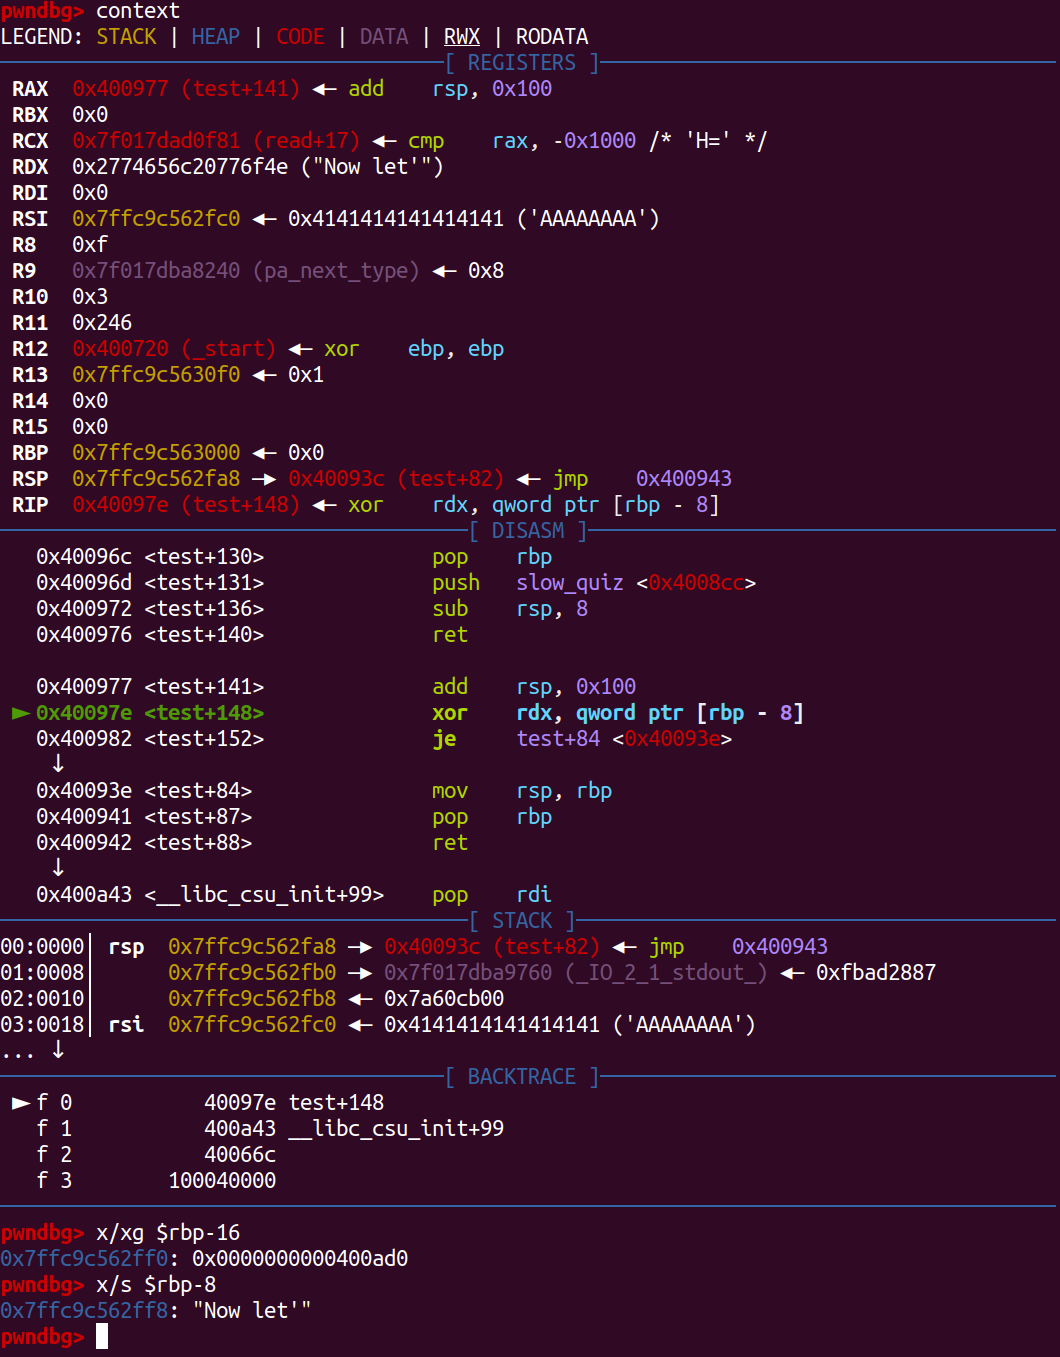 pwndbg> context
LEGEND: STACK | HEAP | CODE | DATA | RWX | RODATA
[ REGISTERS ]
RAX 0x400977 (test+141) ◂— add rsp, 0x100
RBX 0x0
RCX 0x7f017dad0f81 (read+17) ◂— cmp rax, -0x1000 /* 'H=' */
RDX 0x2774656c20776f4e ("Now let'")
RDI 0x0
RSI 0x7ffc9c562fc0 ◂— 0x4141414141414141 ('AAAAAAAA')
R8 0xf
R9 0x7f017dba8240 (pa_next_type) ◂— 0x8
R10 0x3
R11 0x246
R12 0x400720 (_start) ◂— xor ebp, ebp
R13 0x7ffc9c5630f0 ◂— 0x1
R14 0x0
R15 0x0
RBP 0x7ffc9c563000 ◂— 0x0
RSP 0x7ffc9c562fa8 —▸ 0x40093c (test+82) ◂— jmp 0x400943
RIP 0x40097e (test+148) ◂— xor rdx, qword ptr [rbp - 8]
[ DISASM ]
0x40096c <test+130> pop rbp
0x40096d <test+131> push slow_quiz <0x4008cc>
0x400972 <test+136> sub rsp, 8
0x400976 <test+140> ret
0x400977 <test+141> add rsp, 0x100
► 0x40097e <test+148> xor rdx, qword ptr [rbp - 8]
0x400982 <test+152> je test+84 <0x40093e>
↓
0x40093e <test+84> mov rsp, rbp
0x400941 <test+87> pop rbp
0x400942 <test+88> ret
↓
0x400a43 <__libc_csu_init+99> pop rdi
[ STACK ]
00:0000│ rsp 0x7ffc9c562fa8 —▸ 0x40093c (test+82) ◂— jmp 0x400943
01:0008│ 0x7ffc9c562fb0 —▸ 0x7f017dba9760 (_IO_2_1_stdout_) ◂— 0xfbad2887
02:0010│ 0x7ffc9c562fb8 ◂— 0x7a60cb00
03:0018│ rsi 0x7ffc9c562fc0 ◂— 0x4141414141414141 ('AAAAAAAA')
... ↓
[ BACKTRACE ]
► f 0 40097e test+148
f 1 400a43 __libc_csu_init+99
f 2 40066c
f 3 100040000
pwndbg> x/xg $rbp-16
0x7ffc9c562ff0: 0x0000000000400ad0
pwndbg> x/s $rbp-8
0x7ffc9c562ff8: "Now let'"
pwndbg>